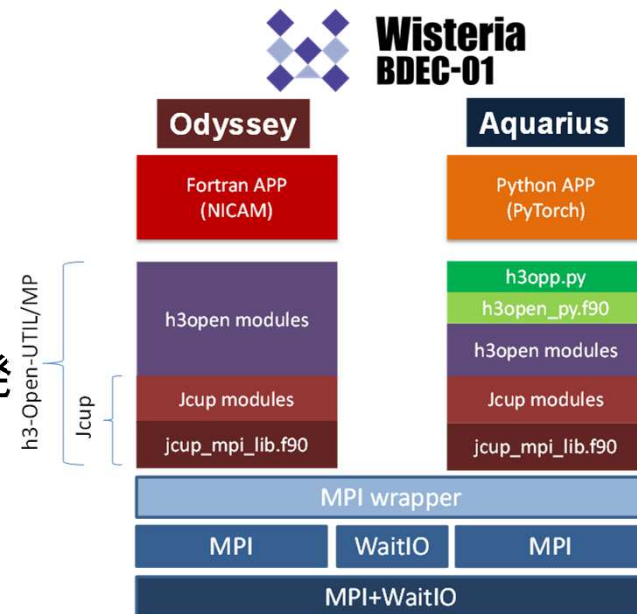 Wisteria
BDEC-01
Odyssey
Aquarius
Fortran APP
(NICAM)
Python APP
(PyTorch)
h3-Open-UTIL/MP
Jcup
h3open modules
Jcup modules
jcup_mpi_lib.f90
h3opp.py
h3open_py.f90
h3open modules
Jcup modules
jcup_mpi_lib.f90
MPI wrapper
MPI
WaitIO
MPI
MPI+WaitIO